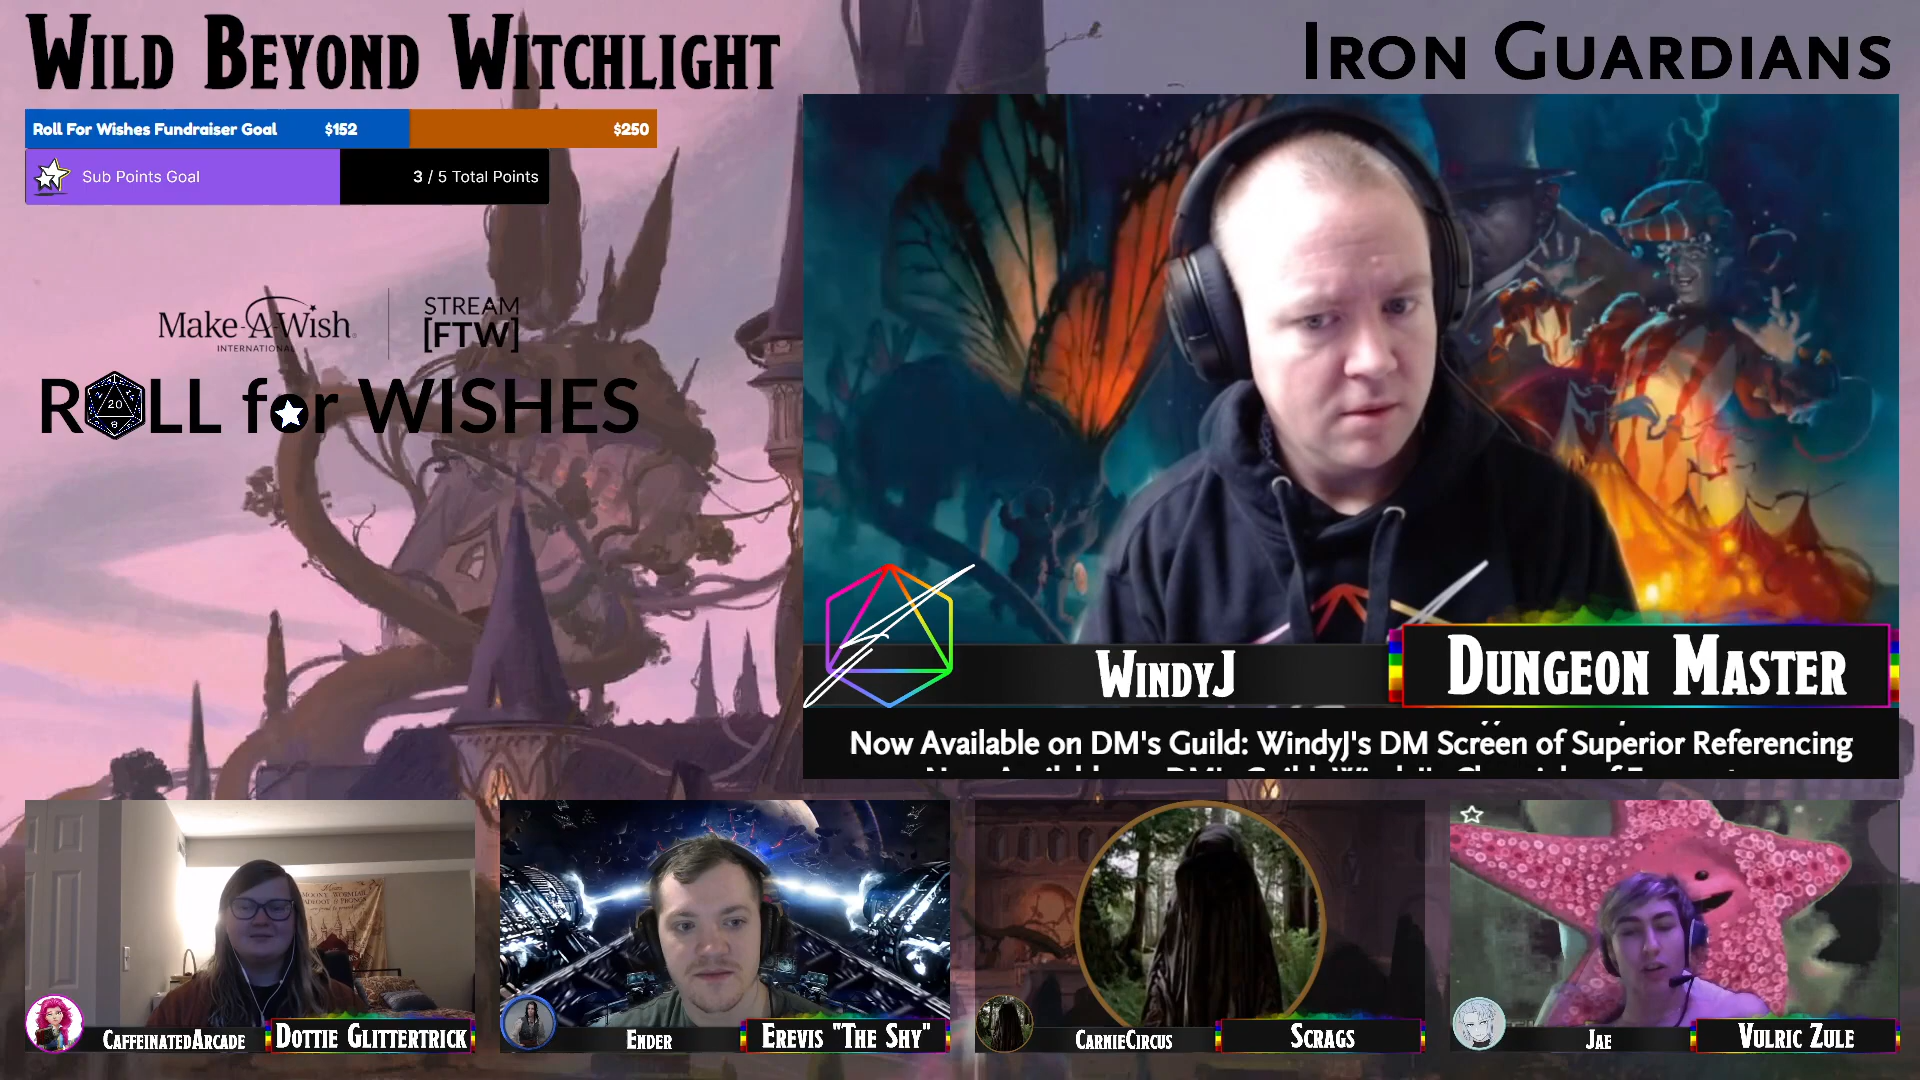 Wild Beyond Witchlight
Iron Guardians
Roll For Wishes Fundraiser Goal $152 $250
Sub Points Goal 3 / 5 Total Points
Make-A-Wish
INTERNATIONAL
STREAM
[FTW]
ROLL for WISHES
20
8
WindyJ
Dungeon Master
Now Available on DM's Guild: WindyJ's DM Screen of Superior Referencing
CaffeinatedArcade
Dottie Glittertrick
Ender
Erevis "The Shy"
CarnieCircus
Scrags
Jae
Vulric Zule